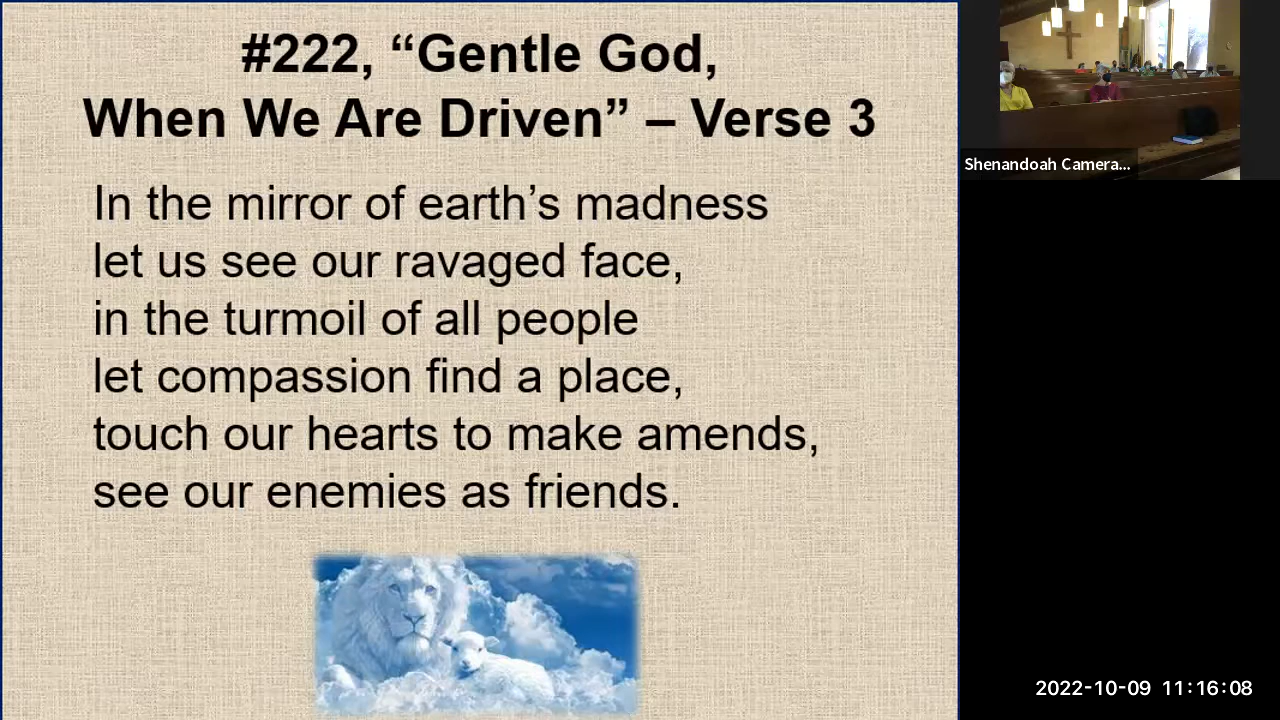 #222, “Gentle God,
When We Are Driven” – Verse 3
In the mirror of earth’s madness
let us see our ravaged face,
in the turmoil of all people
let compassion find a place,
touch our hearts to make amends,
see our enemies as friends.
Shenandoah Camera...
2022-10-09 11:16:08